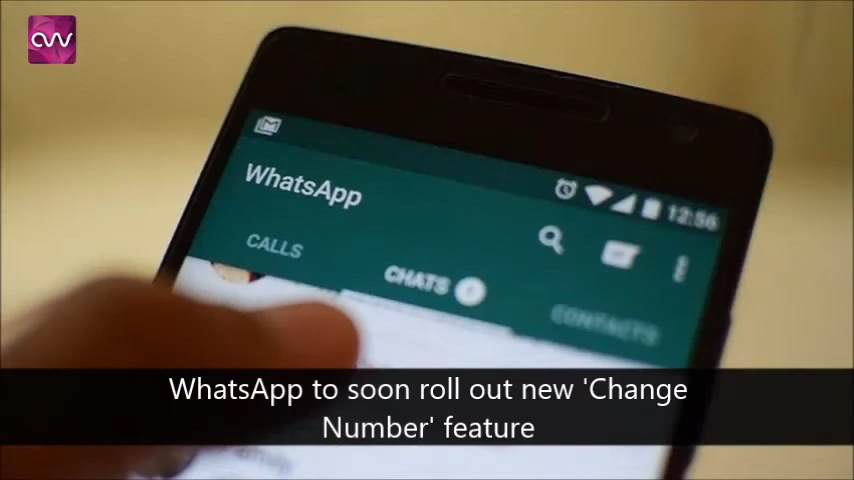 WhatsApp
12:56
CALLS
CHATS
CONTACTS
WhatsApp to soon roll out new 'Change
Number' feature